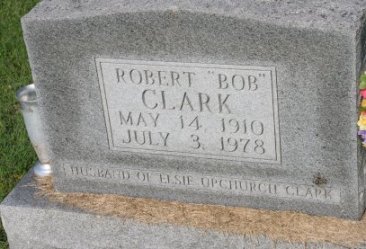 ROBERT "BOB"
CLARK
MAY 14, 1910
JULY 3, 1978
HUSBAND OF ELSIE UPCHURCH CLARK